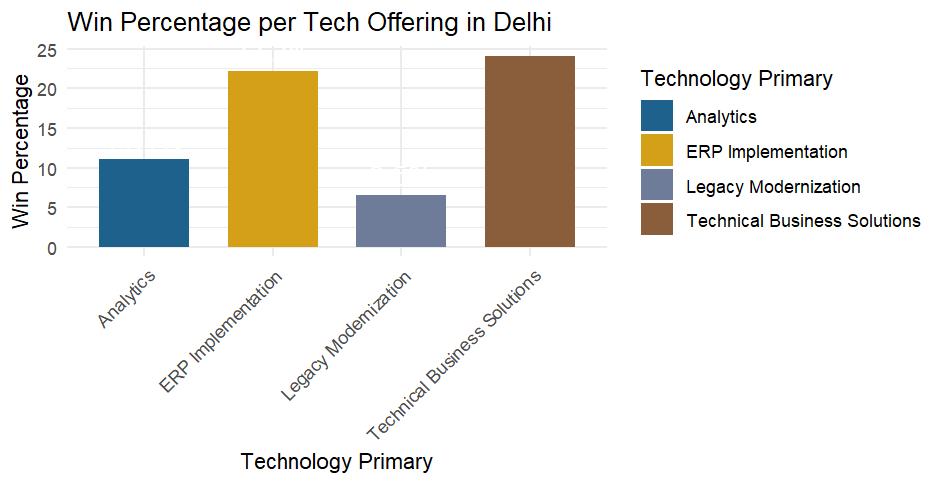 Win Percentage per Tech Offering in Delhi
Win Percentage
25
20
15
10
5
0
Analytics
ERP Implementation
Legacy Modernization
Technical Business Solutions
Technology Primary
Technology Primary
Analytics
ERP Implementation
Legacy Modernization
Technical Business Solutions